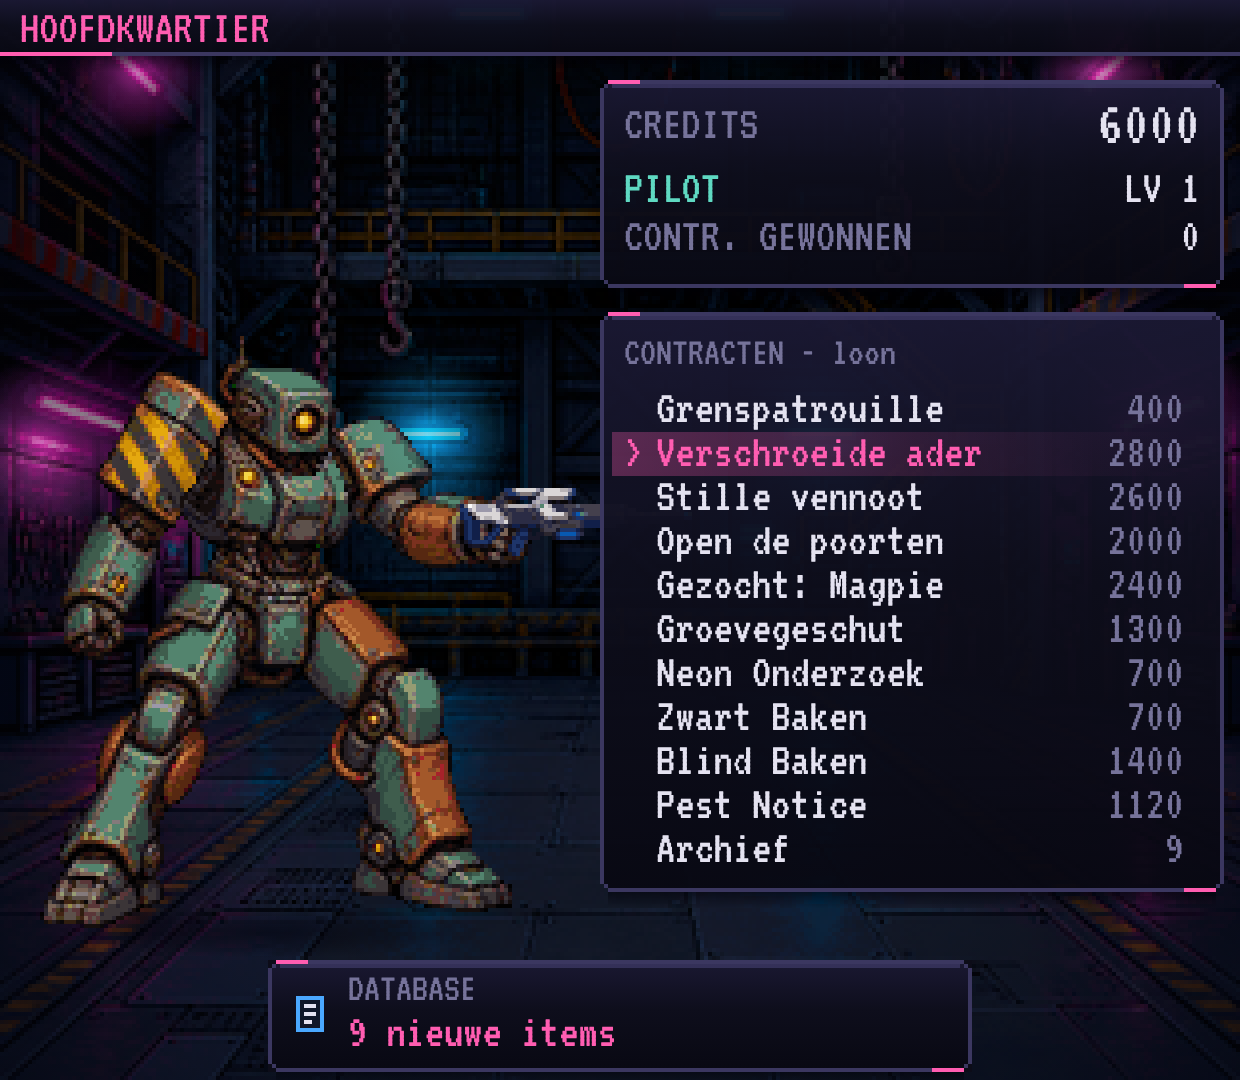 HOOFDKWARTIER
CREDITS 6000
PILOT LV 1
CONTR. GEWONNEN 0
CONTRACTEN - loon
Grenspatrouille 400
> Verschroeide ader 2800
Stille vennoot 2600
Open de poorten 2000
Gezocht: Magpie 2400
Groevegeschut 1300
Neon Onderzoek 700
Zwart Baken 700
Blind Baken 1400
Pest Notice 1120
Archief 9
DATABASE
9 nieuwe items